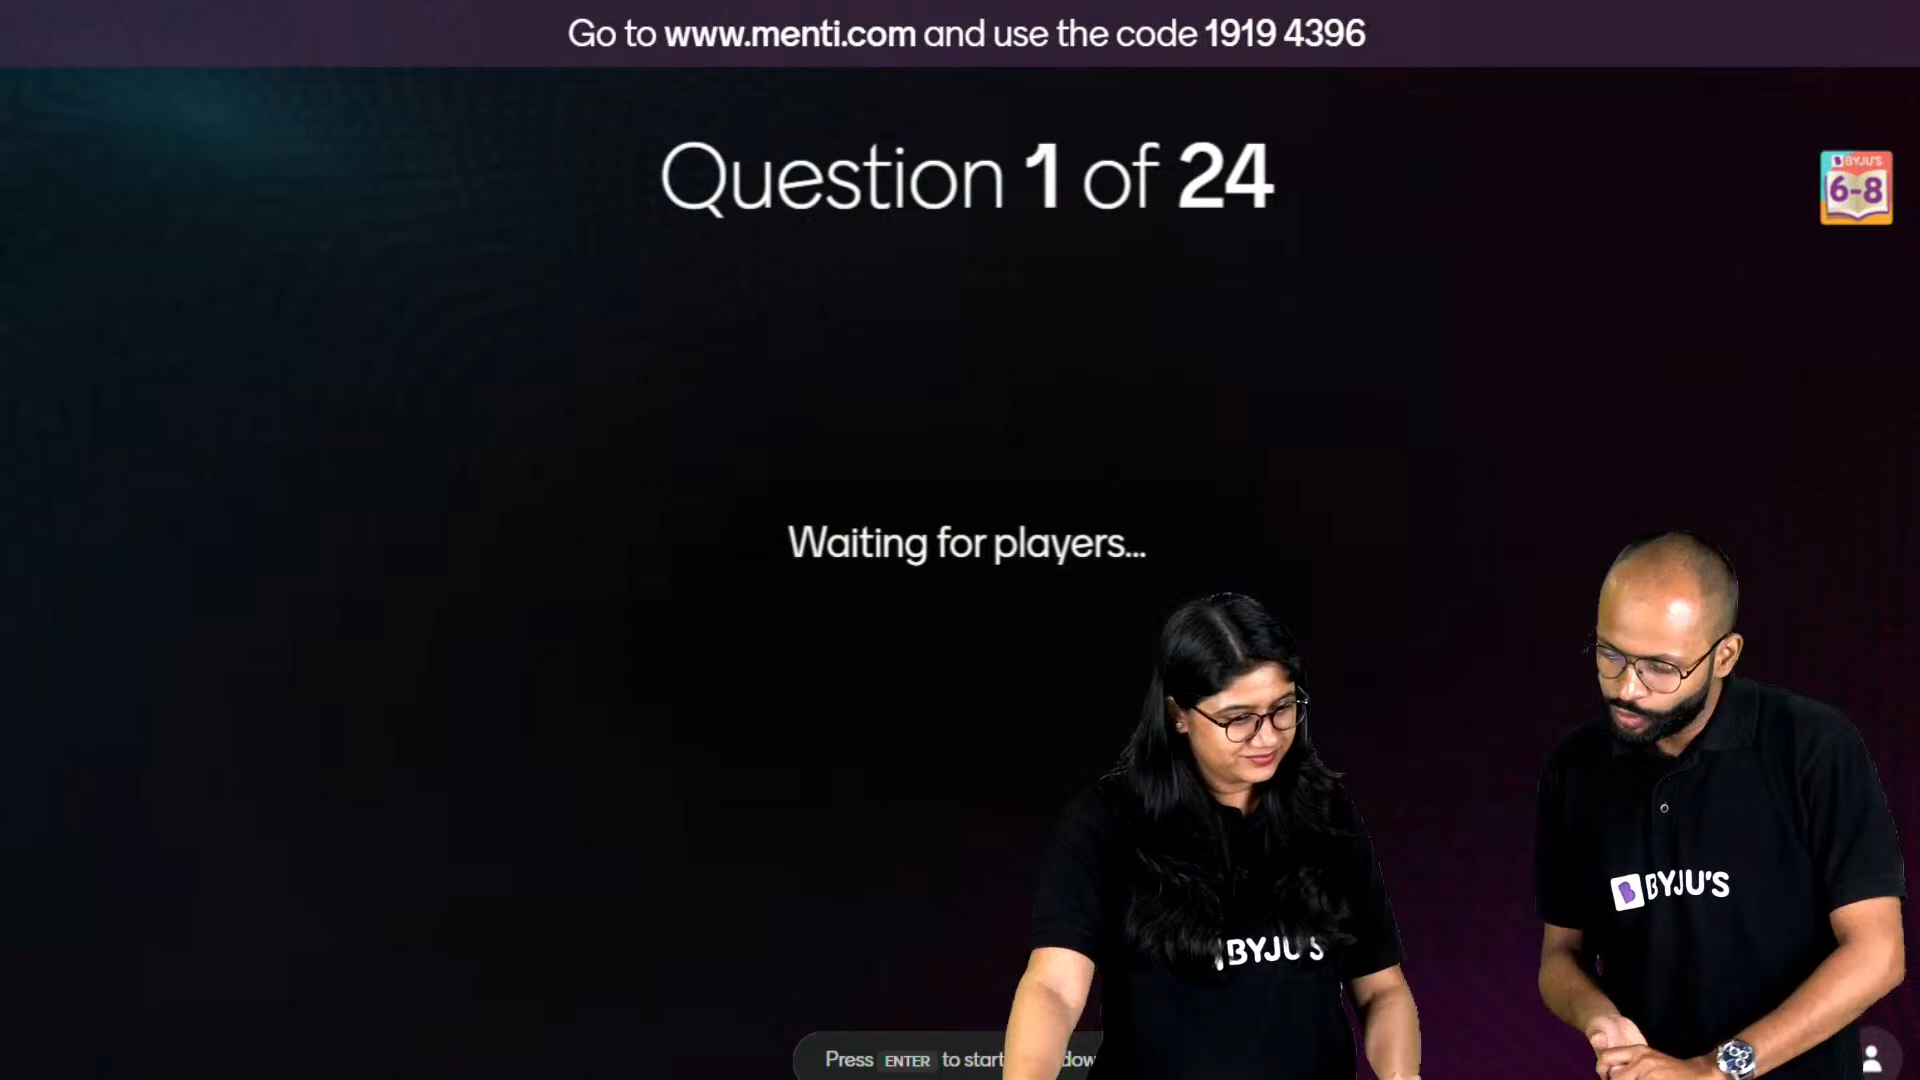 Go to www.menti.com and use the code 1919 4396
Question 1 of 24
BYJU'S
6-8
Waiting for players...
BYJU'S
BYJU'S
Press ENTER to start